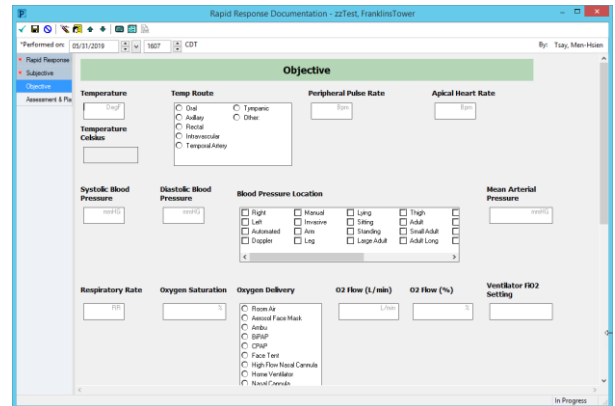 Rapid Response Documentation - zzTest, FranklinsTower
*Performed on: 05/31/2019 1607 CDT By: Tsay, Men-Hsien
Rapid Response
Subjective
Objective
Assessment & Pla
Objective
Temperature Temp Route Peripheral Pulse Rate Apical Heart Rate
DegF Bpm Bpm
Oral Tympanic
Axillary Other:
Rectal
Intravascular
Temporal Artery
Temperature
Celsius
Systolic Blood Pressure
Diastolic Blood Pressure
Blood Pressure Location
Mean Arterial Pressure
mmHG mmHG mmHG
Right Manual Lying Thigh
Left Invasive Sitting Adult
Automated Arm Standing Small Adult
Doppler Leg Large Adult Adult Long
Respiratory Rate Oxygen Saturation Oxygen Delivery O2 Flow (L/min) O2 Flow (%) Ventilator FiO2 Setting
RR % L/min %
Room Air
Aerosol Face Mask
Ambu
BiPAP
CPAP
Face Tent
High Flow Nasal Cannula
Home Ventilator
Nasal Cannula
In Progress